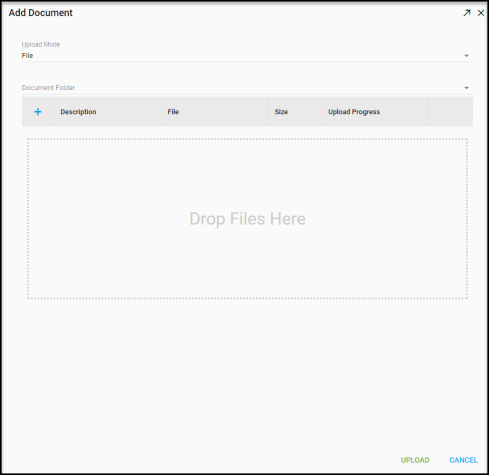 Add Document
Upload Mode
File
Document Folder
Description File Size Upload Progress
Drop Files Here
UPLOAD CANCEL